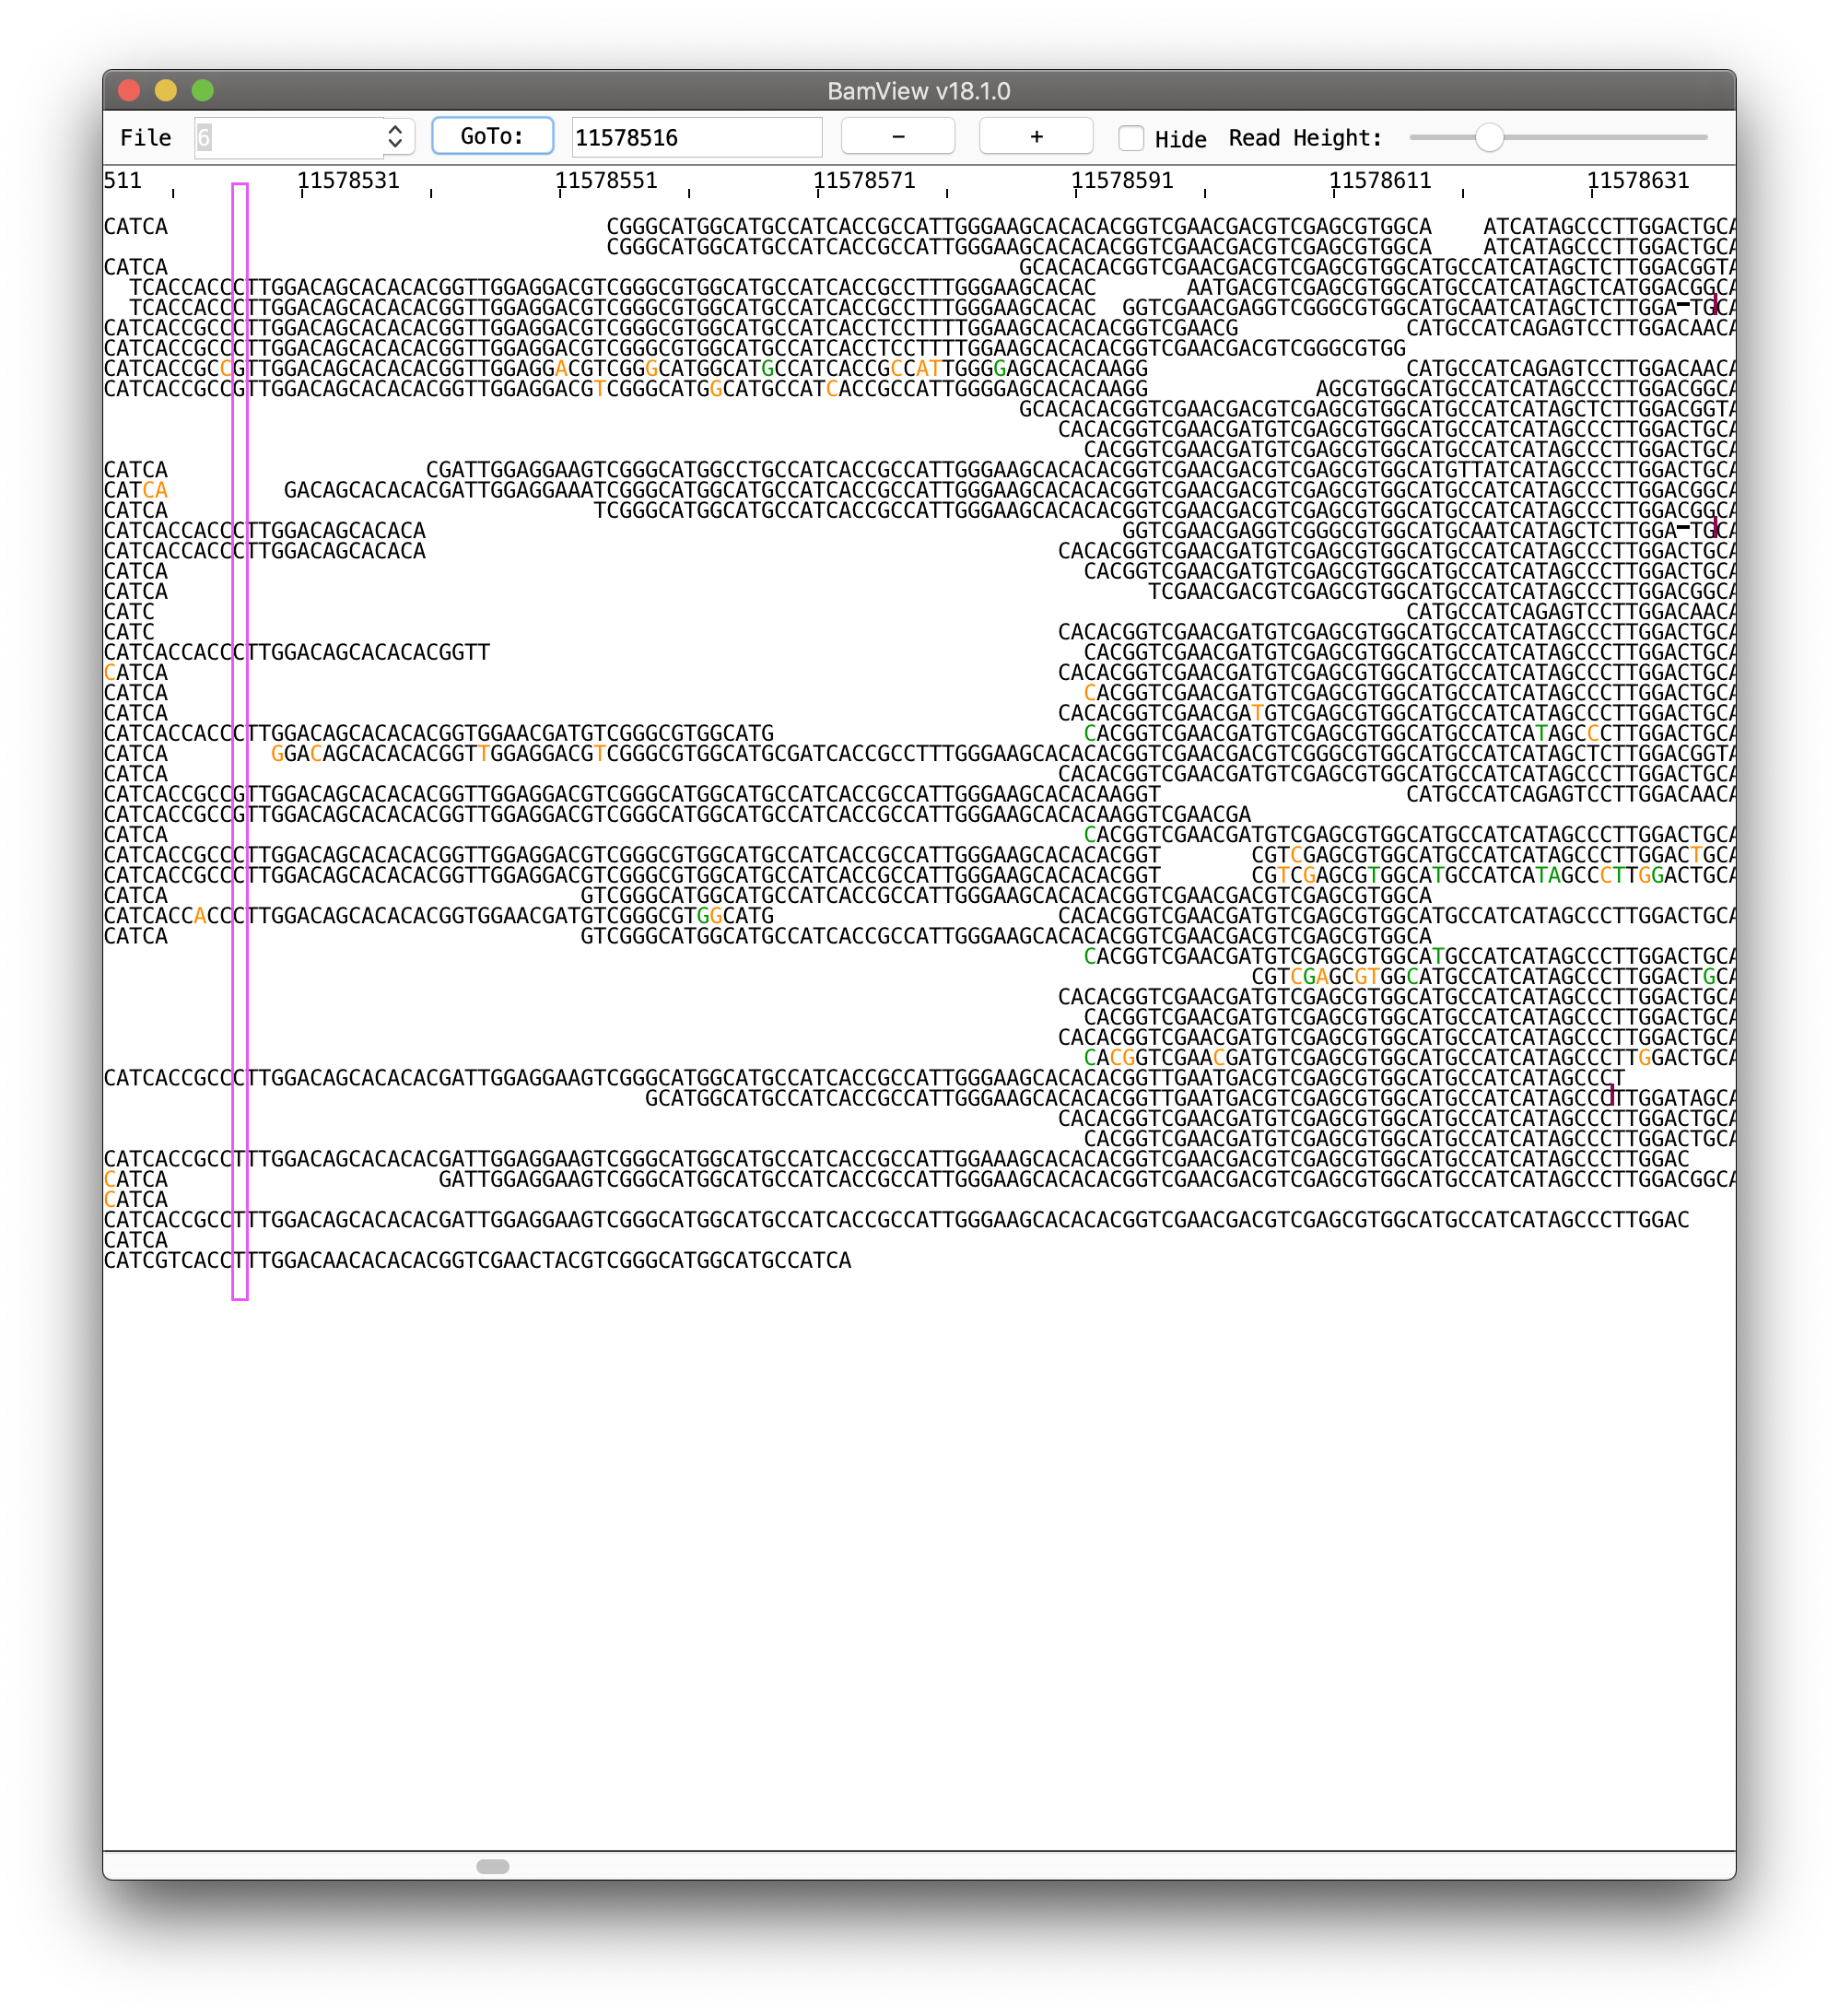 BamView v18.1.0
File 6 GoTo: 11578516 − + Hide Read Height:
511 11578531 11578551 11578571 11578591 11578611 11578631
CATCA CGGGCATGGCATGCCATCACCGCCATTGGGAAGCACACACGGTCGAACGACGTCGAGCGTGGCA ATCATAGCCCTTGGACTGCA
CGGGCATGGCATGCCATCACCGCCATTGGGAAGCACACACGGTCGAACGACGTCGAGCGTGGCA ATCATAGCCCTTGGACTGCA
CATCA GCACACACGGTCGAACGACGTCGAGCGTGGCATGCCATCATAGCTCTTGGACGGTA
TCACCACCCTTGGACAGCACACACGGTTGGAGGACGTCGGGCGTGGCATGCCATCACCGCCTTTGGGAAGCACAC AATGACGTCGAGCGTGGCATGCCATCATAGCTCATGGACGGCA
TCACCACCCTTGGACAGCACACACGGTTGGAGGACGTCGGGCGTGGCATGCCATCACCGCCTTTGGGAAGCACAC GGTCGAACGAGGTCGGGCGTGGCATGCAATCATAGCTCTTGGA-TGCA
CATCACCGCCCTTGGACAGCACACACGGTTGGAGGACGTCGGGCGTGGCATGCCATCACCTCCTTTTGGAAGCACACACGGTCGAACG CATGCCATCAGAGTCCTTGGACAACA
CATCACCGCCCTTGGACAGCACACACGGTTGGAGGACGTCGGGCGTGGCATGCCATCACCTCCTTTTGGAAGCACACACGGTCGAACGACGTCGGGCGTGG
CATCACCGCCGTTGGACAGCACACACGGTTGGAGGACGTCGGGCATGGCATGCCATCACCGCCATTGGGGAGCACACAAGG CATGCCATCAGAGTCCTTGGACAACA
CATCACCGCCGTTGGACAGCACACACGGTTGGAGGACGTCGGGCATGGCATGCCATCACCGCCATTGGGGAGCACACAAGG AGCGTGGCATGCCATCATAGCCCTTGGACGGCA
GCACACACGGTCGAACGACGTCGAGCGTGGCATGCCATCATAGCTCTTGGACGGTA
CACACGGTCGAACGATGTCGAGCGTGGCATGCCATCATAGCCCTTGGACTGCA
CACGGTCGAACGATGTCGAGCGTGGCATGCCATCATAGCCCTTGGACTGCA
CATCA CGATTGGAGGAAGTCGGGCATGGCCTGCCATCACCGCCATTGGGAAGCACACACGGTCGAACGACGTCGAGCGTGGCATGTTATCATAGCCCTTGGACTGCA
CATCA GACAGCACACACGATTGGAGGAAATCGGGCATGGCATGCCATCACCGCCATTGGGAAGCACACACGGTCGAACGACGTCGAGCGTGGCATGCCATCATAGCCCTTGGACGGCA
CATCA TCGGGCATGGCATGCCATCACCGCCATTGGGAAGCACACACGGTCGAACGACGTCGAGCGTGGCATGCCATCATAGCCCTTGGACGGCA
CATCACCACCCTTGGACAGCACACA GGTCGAACGAGGTCGGGCGTGGCATGCAATCATAGCTCTTGGA-TGCA
CATCACCACCCTTGGACAGCACACA CACACGGTCGAACGATGTCGAGCGTGGCATGCCATCATAGCCCTTGGACTGCA
CATCA CACGGTCGAACGATGTCGAGCGTGGCATGCCATCATAGCCCTTGGACTGCA
CATCA TCGAACGACGTCGAGCGTGGCATGCCATCATAGCCCTTGGACGGCA
CATC CATGCCATCAGAGTCCTTGGACAACA
CATC CACACGGTCGAACGATGTCGAGCGTGGCATGCCATCATAGCCCTTGGACTGCA
CATCACCACCCTTGGACAGCACACACGGTT CACGGTCGAACGATGTCGAGCGTGGCATGCCATCATAGCCCTTGGACTGCA
CATCA CACACGGTCGAACGATGTCGAGCGTGGCATGCCATCATAGCCCTTGGACTGCA
CATCA CACGGTCGAACGATGTCGAGCGTGGCATGCCATCATAGCCCTTGGACTGCA
CATCA CACACGGTCGAACGATGTCGAGCGTGGCATGCCATCATAGCCCTTGGACTGCA
CATCACCACCCTTGGACAGCACACACGGTGGAACGATGTCGGGCGTGGCATG CACGGTCGAACGATGTCGAGCGTGGCATGCCATCATAGCCCTTGGACTGCA
CATCA GGACAGCACACACGGTTGGAGGACGTCGGGCGTGGCATGCGATCACCGCCTTTGGGAAGCACACACGGTCGAACGACGTCGGGCGTGGCATGCCATCATAGCTCTTGGACGGTA
CATCA CACACGGTCGAACGATGTCGAGCGTGGCATGCCATCATAGCCCTTGGACTGCA
CATCACCGCCGTTGGACAGCACACACGGTTGGAGGACGTCGGGCATGGCATGCCATCACCGCCATTGGGAAGCACACAAGGT CATGCCATCAGAGTCCTTGGACAACA
CATCACCGCCGTTGGACAGCACACACGGTTGGAGGACGTCGGGCATGGCATGCCATCACCGCCATTGGGAAGCACACAAGGTCGAACGA
CATCA CACGGTCGAACGATGTCGAGCGTGGCATGCCATCATAGCCCTTGGACTGCA
CATCACCGCCCTTGGACAGCACACACGGTTGGAGGACGTCGGGCGTGGCATGCCATCACCGCCATTGGGAAGCACACACGGT CGTCGAGCGTGGCATGCCATCATAGCCCTTGGACTGCA
CATCACCGCCCTTGGACAGCACACACGGTTGGAGGACGTCGGGCGTGGCATGCCATCACCGCCATTGGGAAGCACACACGGT CGTCGAGCGTGGCATGCCATCATAGCCCTTGGACTGCA
CATCA GTCGGGCATGGCATGCCATCACCGCCATTGGGAAGCACACACGGTCGAACGACGTCGAGCGTGGCA
CATCACCACCCTTGGACAGCACACACGGTGGAACGATGTCGGGCGTGGCATG CACACGGTCGAACGATGTCGAGCGTGGCATGCCATCATAGCCCTTGGACTGCA
CATCA GTCGGGCATGGCATGCCATCACCGCCATTGGGAAGCACACACGGTCGAACGACGTCGAGCGTGGCA
CACGGTCGAACGATGTCGAGCGTGGCATGCCATCATAGCCCTTGGACTGCA
CGTCGAGCGTGGCATGCCATCATAGCCCTTGGACTGCA
CACACGGTCGAACGATGTCGAGCGTGGCATGCCATCATAGCCCTTGGACTGCA
CACGGTCGAACGATGTCGAGCGTGGCATGCCATCATAGCCCTTGGACTGCA
CACACGGTCGAACGATGTCGAGCGTGGCATGCCATCATAGCCCTTGGACTGCA
CACGGTCGAACGATGTCGAGCGTGGCATGCCATCATAGCCCTTGGACTGCA
CATCACCGCCCTTGGACAGCACACACGATTGGAGGAAGTCGGGCATGGCATGCCATCACCGCCATTGGGAAGCACACACGGTTGAATGACGTCGAGCGTGGCATGCCATCATAGCCCT
GCATGGCATGCCATCACCGCCATTGGGAAGCACACACGGTTGAATGACGTCGAGCGTGGCATGCCATCATAGCCCTTGGATAGCA
CACACGGTCGAACGATGTCGAGCGTGGCATGCCATCATAGCCCTTGGACTGCA
CACGGTCGAACGATGTCGAGCGTGGCATGCCATCATAGCCCTTGGACTGCA
CATCACCGCCTTTGGACAGCACACACGATTGGAGGAAGTCGGGCATGGCATGCCATCACCGCCATTGGAAAGCACACACGGTCGAACGACGTCGAGCGTGGCATGCCATCATAGCCCTTGGAC
CATCA GATTGGAGGAAGTCGGGCATGGCATGCCATCACCGCCATTGGGAAGCACACACGGTCGAACGACGTCGAGCGTGGCATGCCATCATAGCCCTTGGACGGCA
CATCA
CATCACCGCCTTTGGACAGCACACACGATTGGAGGAAGTCGGGCATGGCATGCCATCACCGCCATTGGGAAGCACACACGGTCGAACGACGTCGAGCGTGGCATGCCATCATAGCCCTTGGAC
CATCA
CATCGTCACCTTTGGACAACACACACGGTCGAACTACGTCGGGCATGGCATGCCATCA